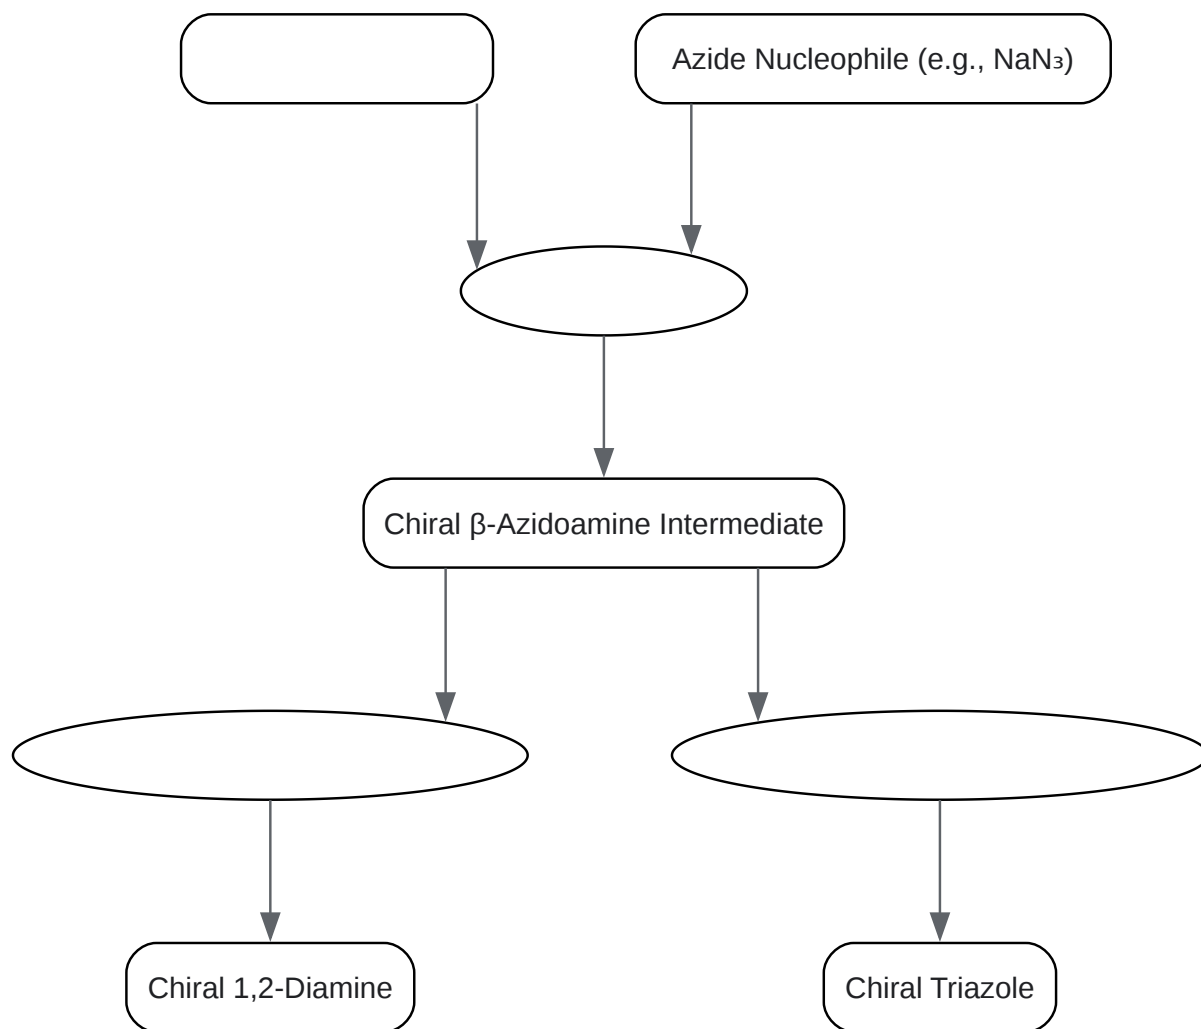 Azide Nucleophile (e.g., NaN₃)
Chiral β-Azidoamine Intermediate
Chiral 1,2-Diamine
Chiral Triazole